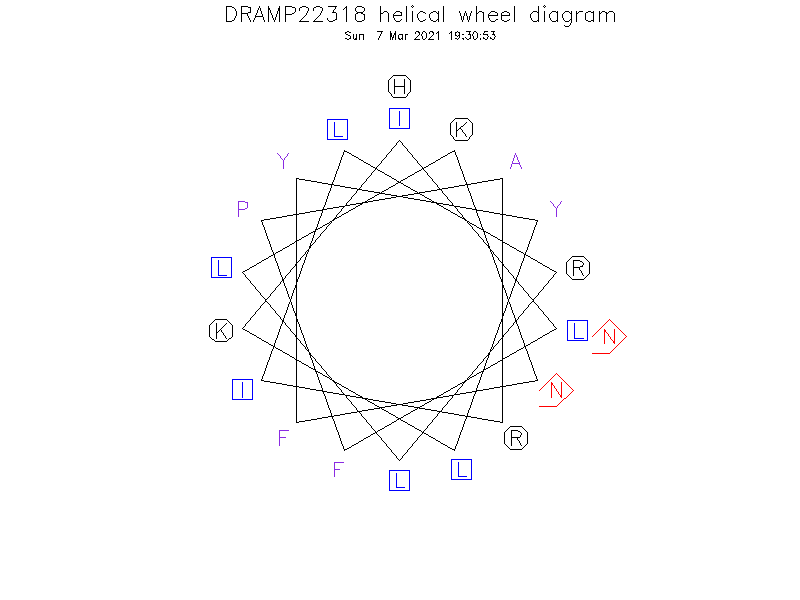 DRAMP22318 helical wheel diagram
Sun 7 Mar 2021 19:30:53
H
L I K
Y A
P Y
L R
K L N
I N
F R
F L
L